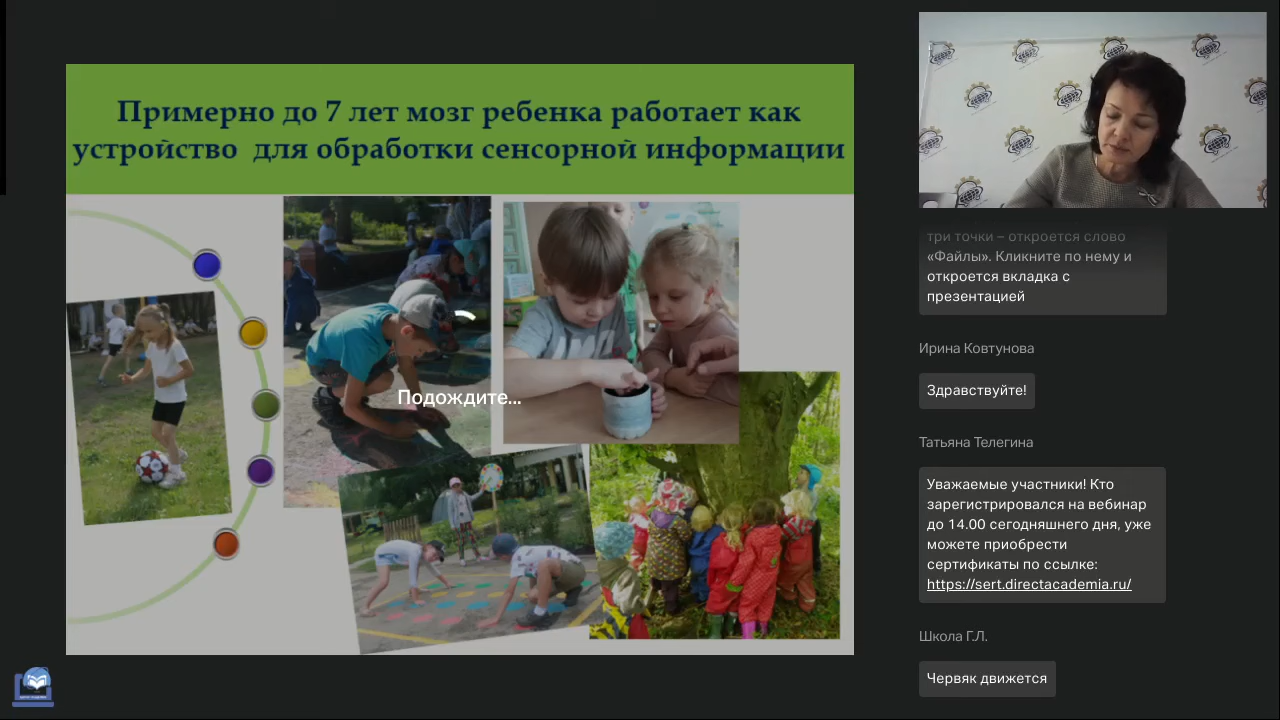 Примерно до 7 лет мозг ребенка работает как
устройство для обработки сенсорной информации
Подождите...
три точки – откроется слово
«Файлы». Кликните по нему и
откроется вкладка с
презентацией
Ирина Ковтунова
Здравствуйте!
Татьяна Телегина
Уважаемые участники! Кто
зарегистрировался на вебинар
до 14.00 сегодняшнего дня, уже
можете приобрести
сертификаты по ссылке:
https://sert.directacademia.ru/
Школа Г.Л.
Червяк движется